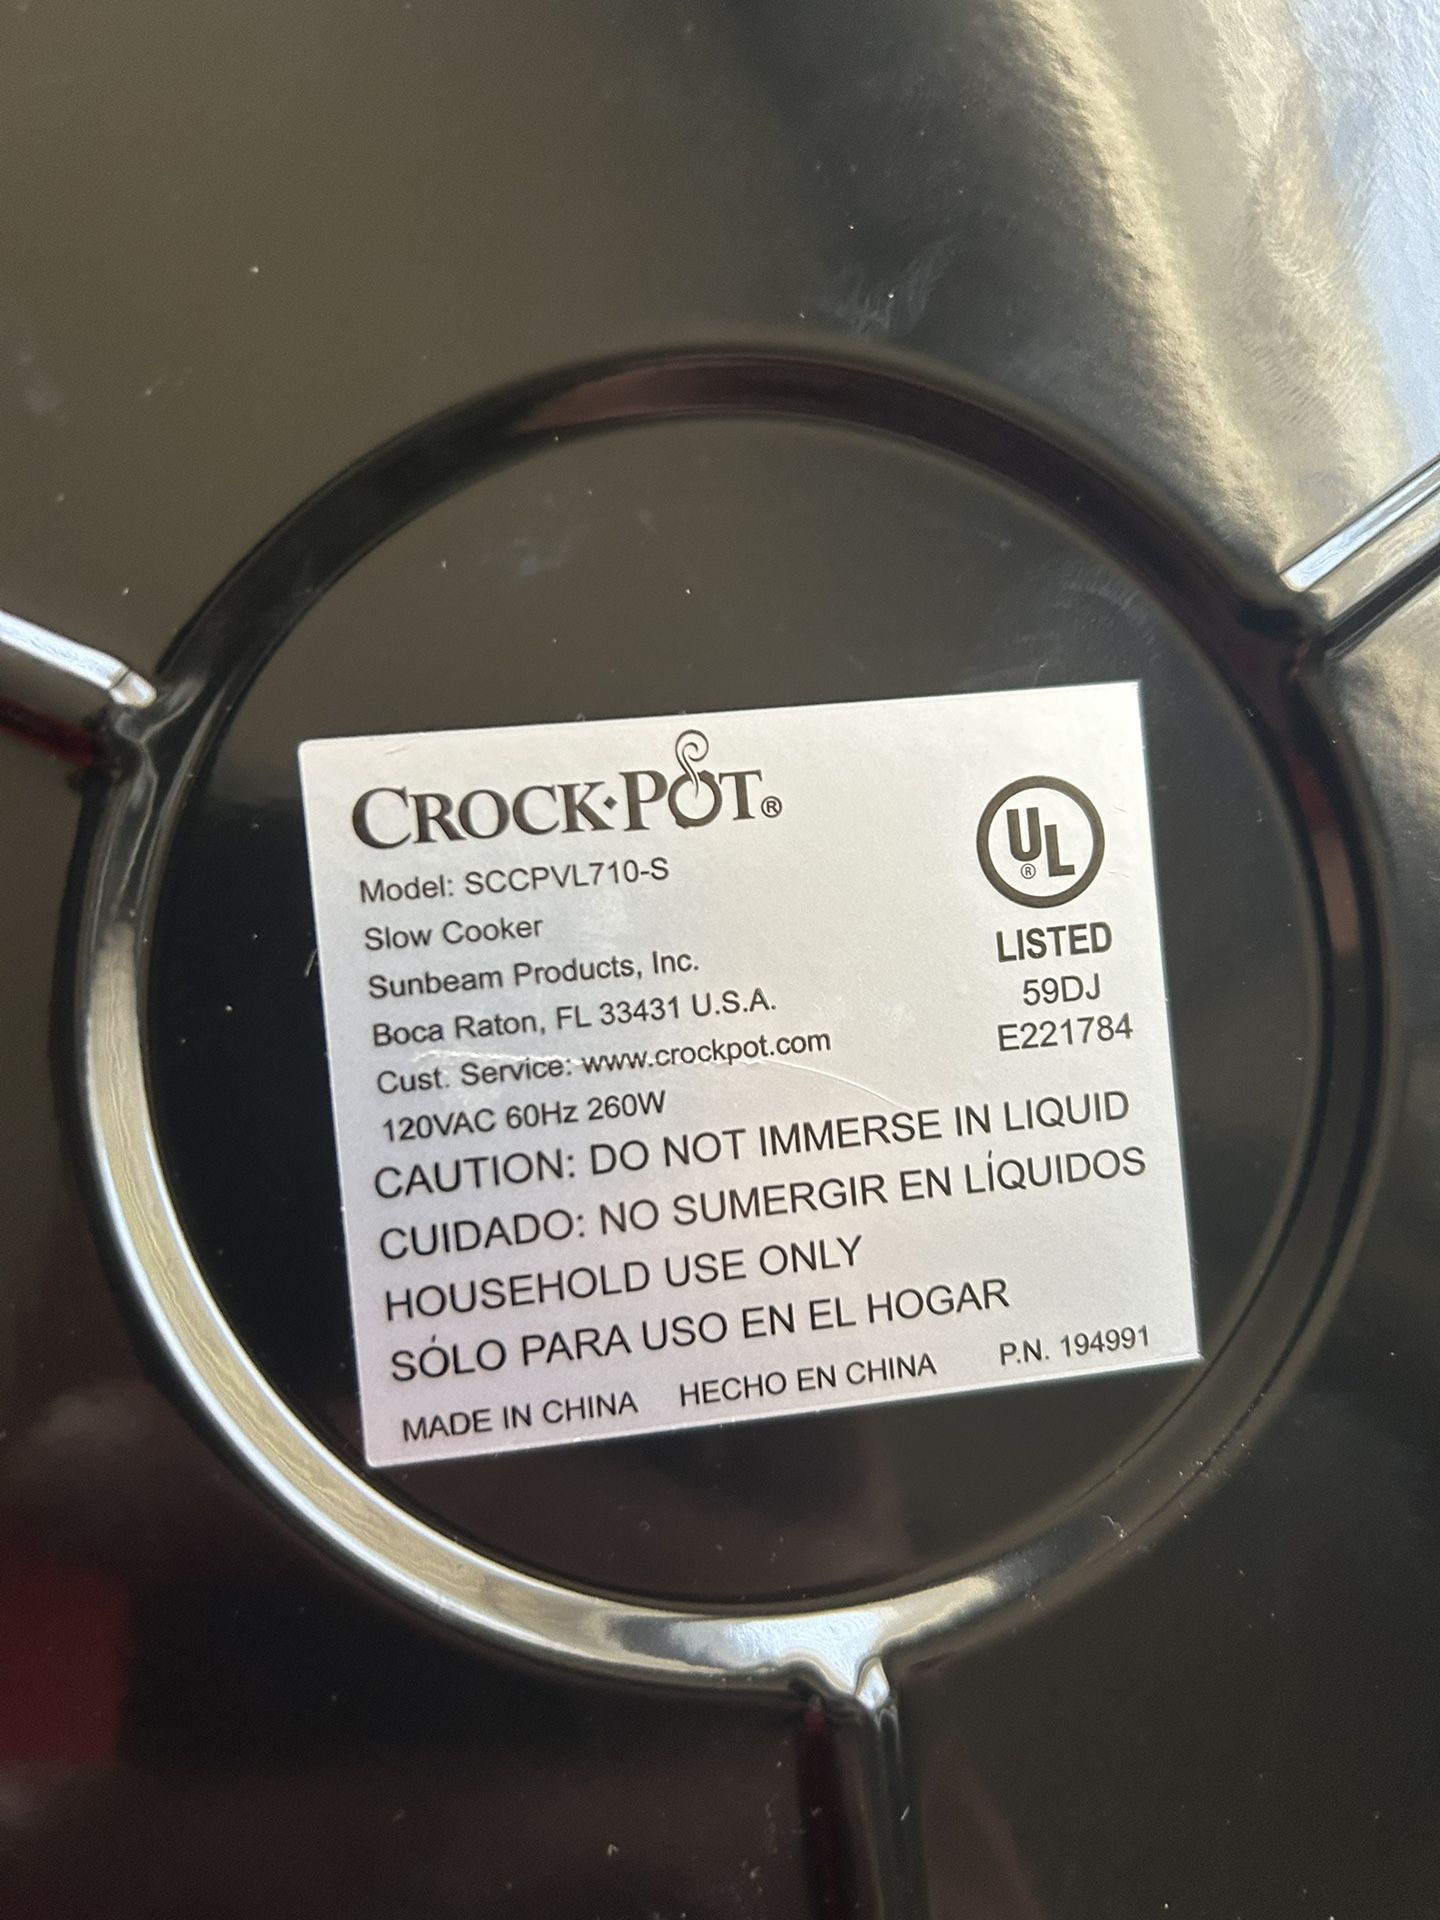 CROCK·POT®
Model: SCCPVL710-S
Slow Cooker
Sunbeam Products, Inc.
Boca Raton, FL 33431 U.S.A.
Cust. Service: www.crockpot.com
120VAC 60Hz 260W
UL®
LISTED
59DJ
E221784
CAUTION: DO NOT IMMERSE IN LIQUID
CUIDADO: NO SUMERGIR EN LÍQUIDOS
HOUSEHOLD USE ONLY
SÓLO PARA USO EN EL HOGAR
MADE IN CHINA HECHO EN CHINA P.N. 194991